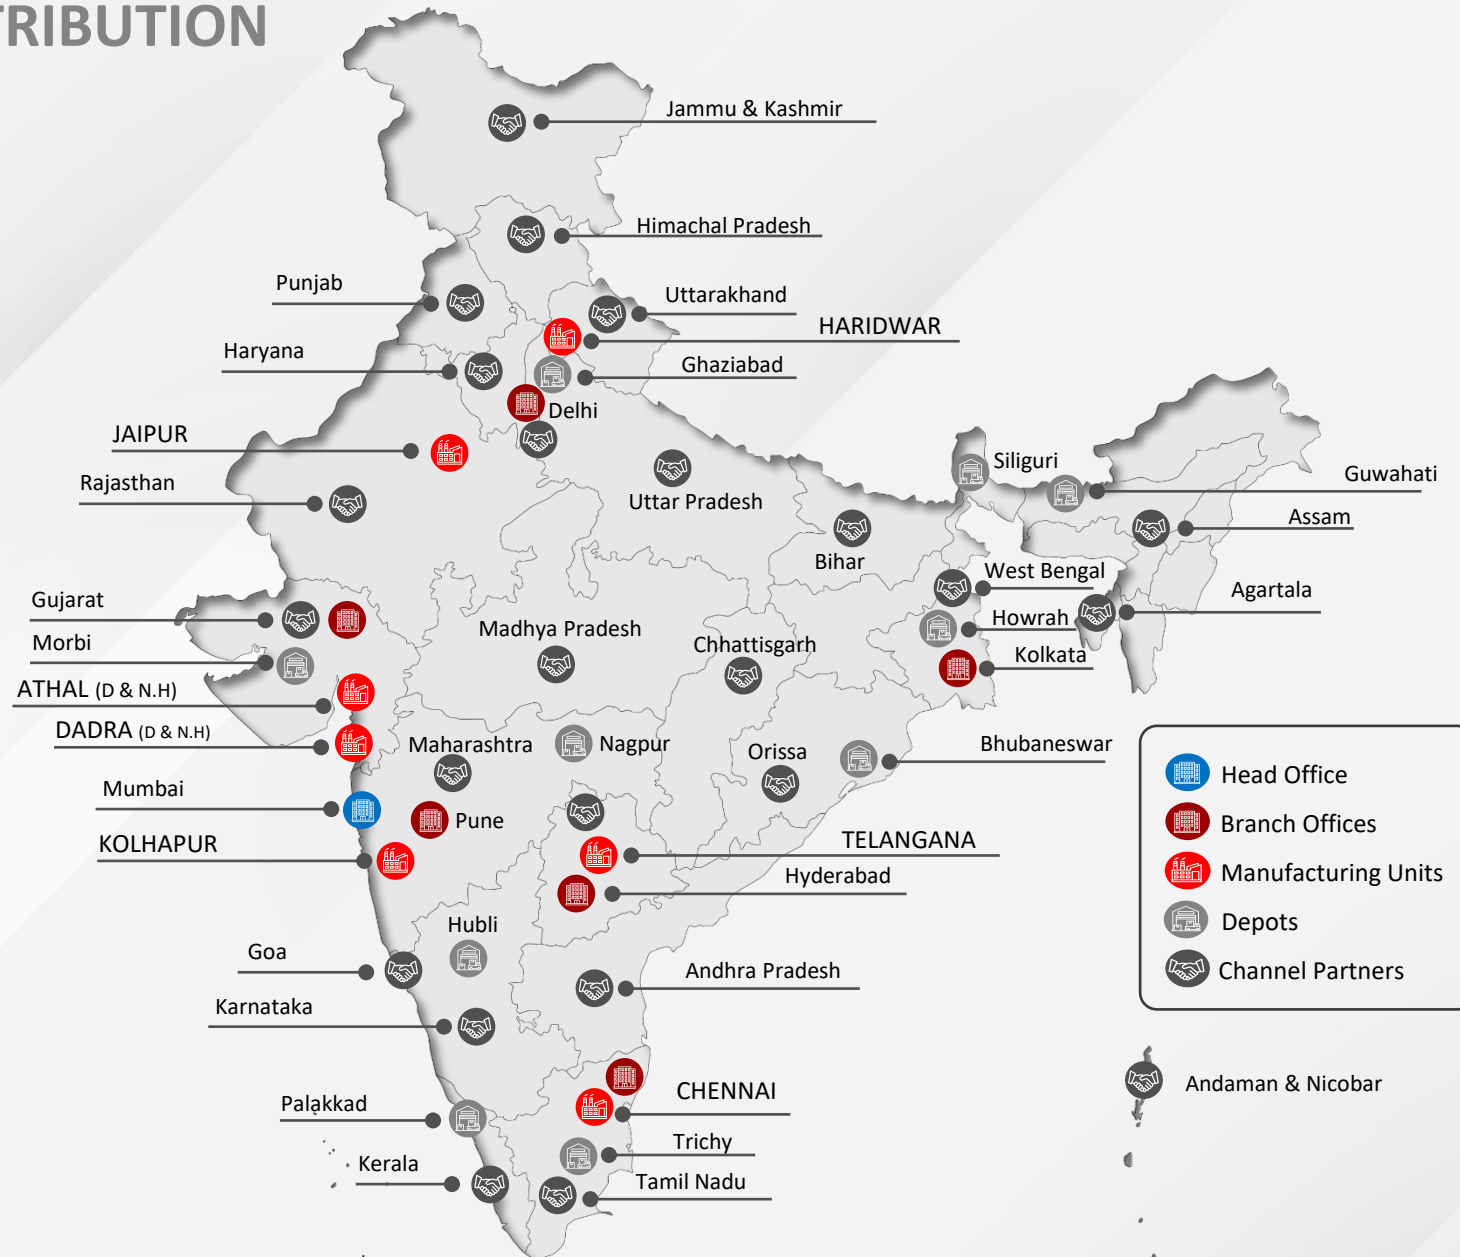 TRIBUTION
Jammu & Kashmir
Himachal Pradesh
Punjab
Uttarakhand
HARIDWAR
Haryana
Ghaziabad
Delhi
JAIPUR
Siliguri
Guwahati
Rajasthan
Uttar Pradesh
Assam
Bihar
West Bengal
Agartala
Gujarat
Howrah
Madhya Pradesh
Morbi
Chhattisgarh
Kolkata
ATHAL (D & N.H)
DADRA (D & N.H)
Maharashtra
Nagpur
Orissa
Bhubaneswar
Mumbai
Pune
KOLHAPUR
TELANGANA
Hyderabad
Head Office
Branch Offices
Manufacturing Units
Depots
Channel Partners
Hubli
Goa
Andhra Pradesh
Karnataka
CHENNAI
Andaman & Nicobar
Palakkad
Trichy
Kerala
Tamil Nadu